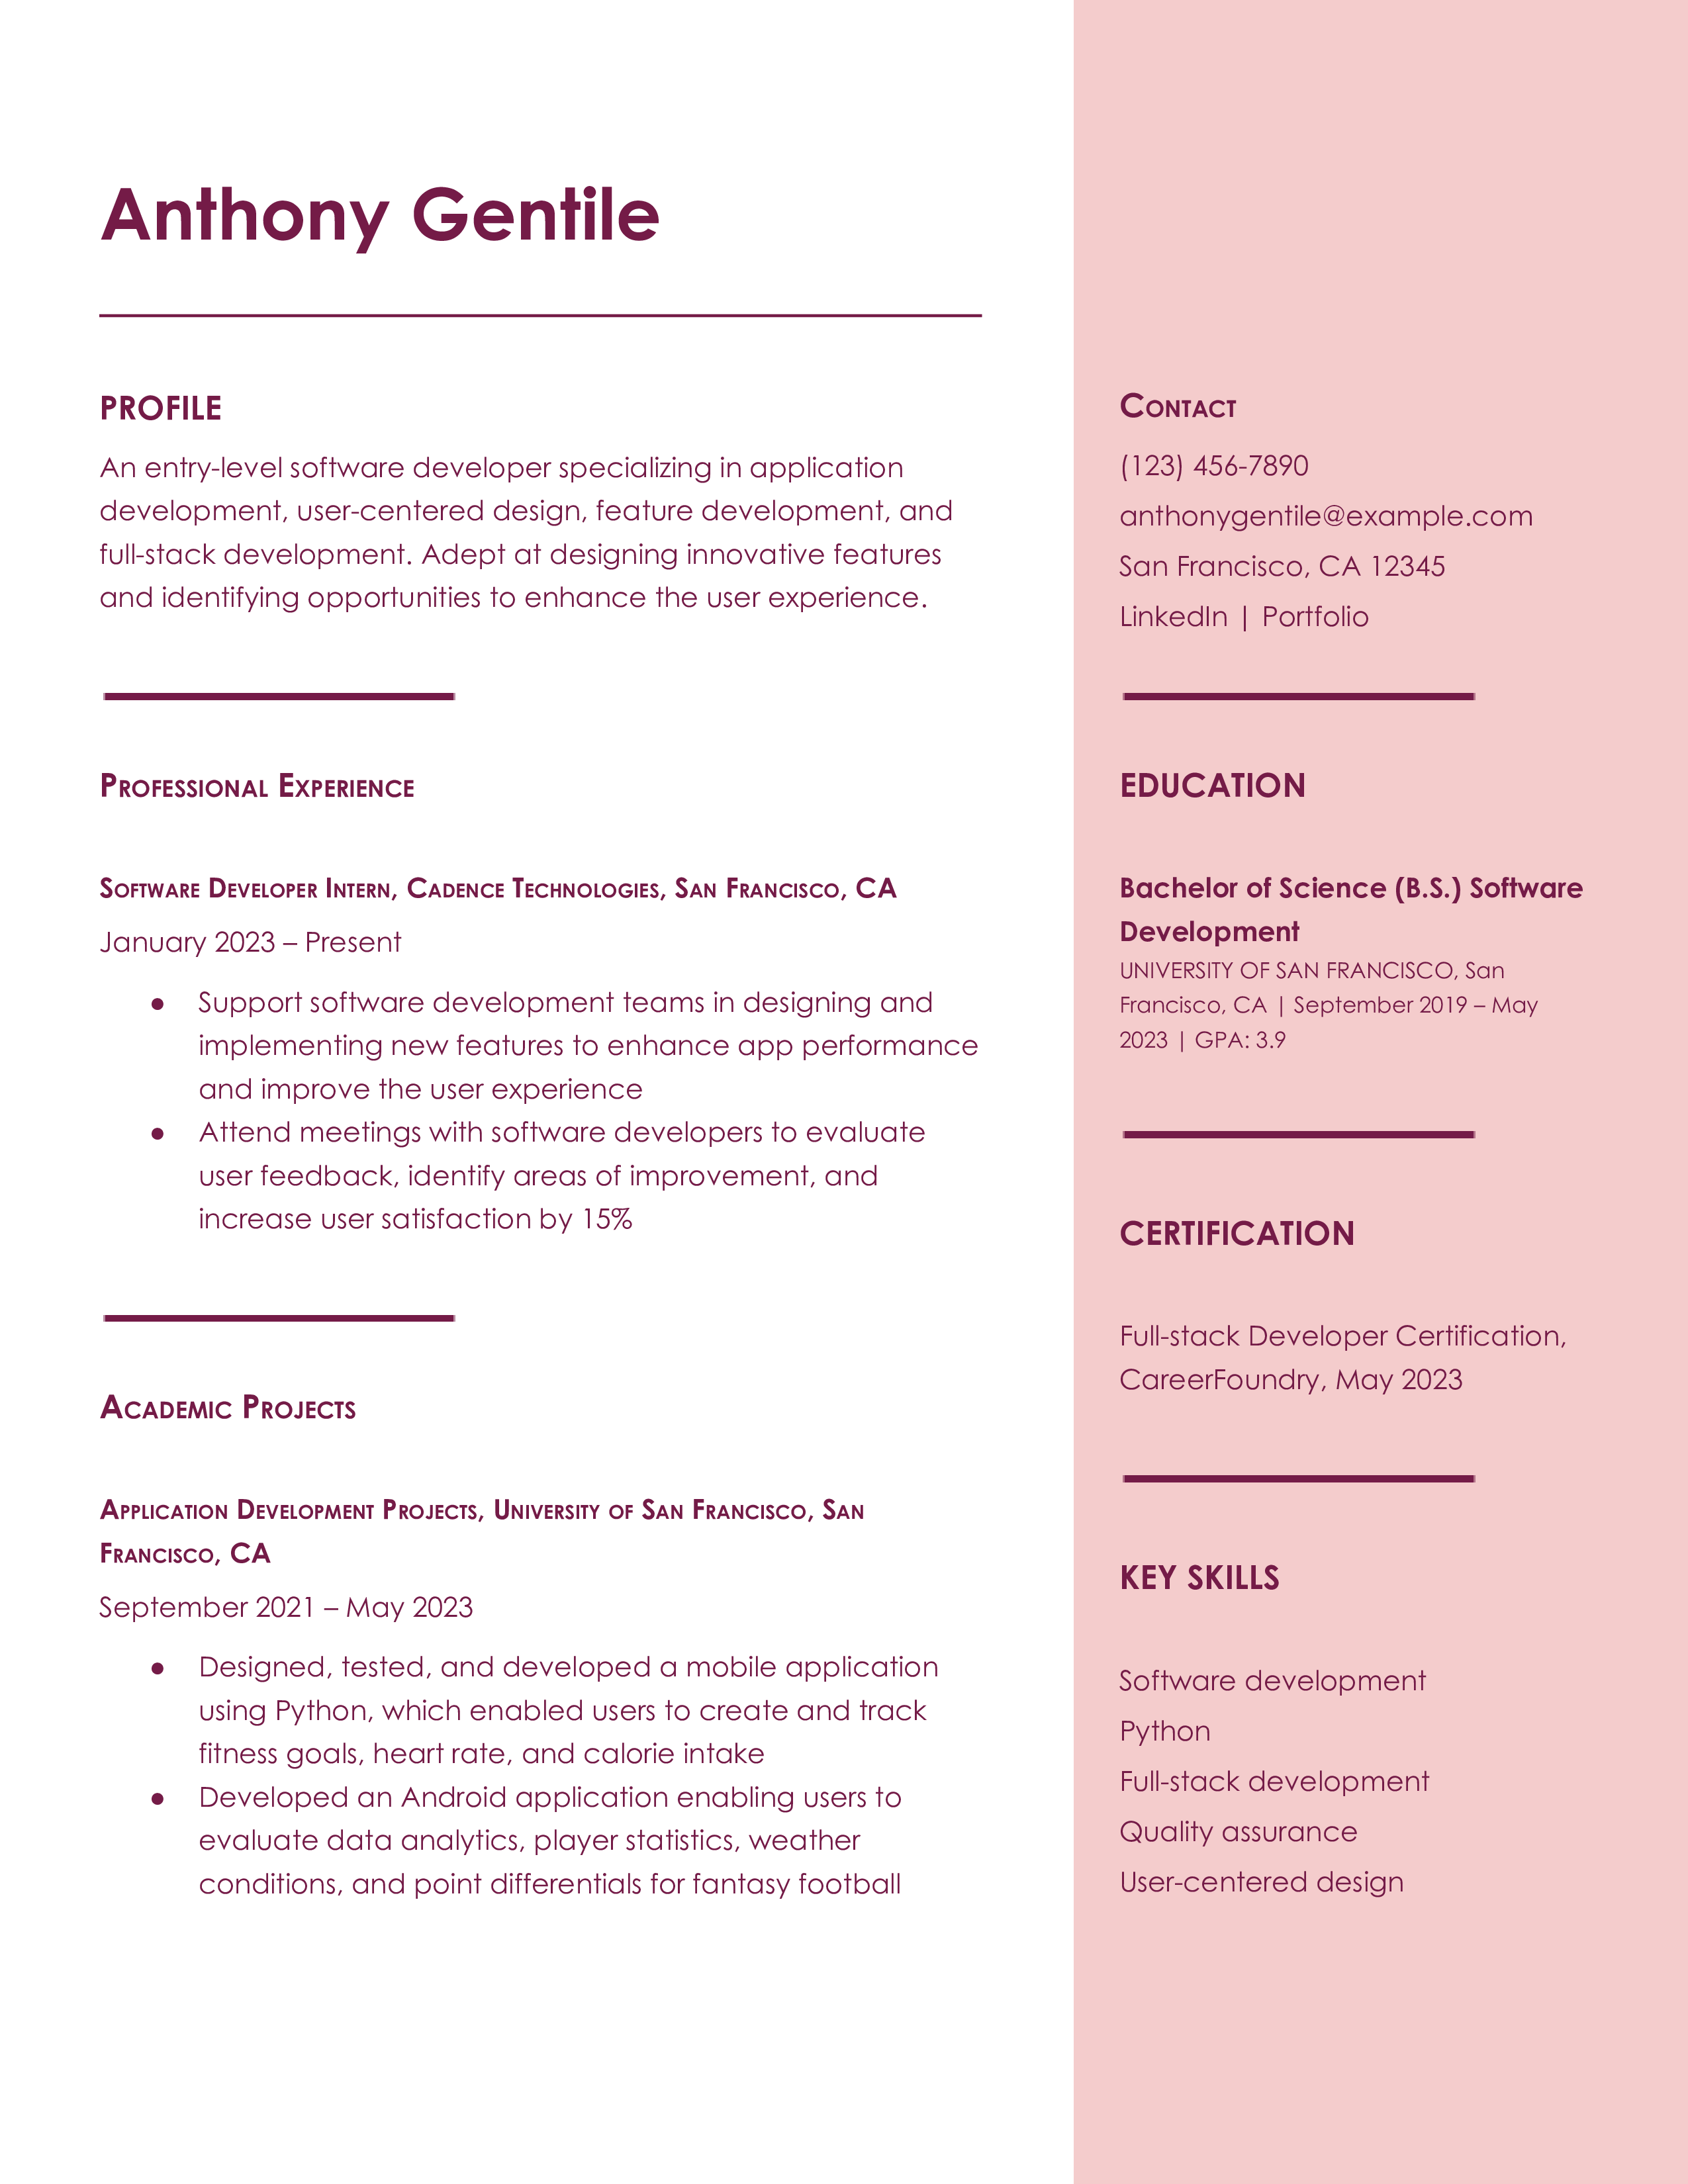 Anthony Gentile
PROFILE
An entry-level software developer specializing in application
development, user-centered design, feature development, and
full-stack development. Adept at designing innovative features
and identifying opportunities to enhance the user experience.
Professional Experience
Software Developer Intern, Cadence Technologies, San Francisco, CA
January 2023 – Present
● Support software development teams in designing and
implementing new features to enhance app performance
and improve the user experience
● Attend meetings with software developers to evaluate
user feedback, identify areas of improvement, and
increase user satisfaction by 15%
Academic Projects
Application Development Projects, University of San Francisco, San
Francisco, CA
September 2021 – May 2023
● Designed, tested, and developed a mobile application
using Python, which enabled users to create and track
fitness goals, heart rate, and calorie intake
● Developed an Android application enabling users to
evaluate data analytics, player statistics, weather
conditions, and point differentials for fantasy football
Contact
(123) 456-7890
anthonygentile@example.com
San Francisco, CA 12345
LinkedIn | Portfolio
EDUCATION
Bachelor of Science (B.S.) Software
Development
UNIVERSITY OF SAN FRANCISCO, San
Francisco, CA | September 2019 – May
2023 | GPA: 3.9
CERTIFICATION
Full-stack Developer Certification,
CareerFoundry, May 2023
KEY SKILLS
Software development
Python
Full-stack development
Quality assurance
User-centered design